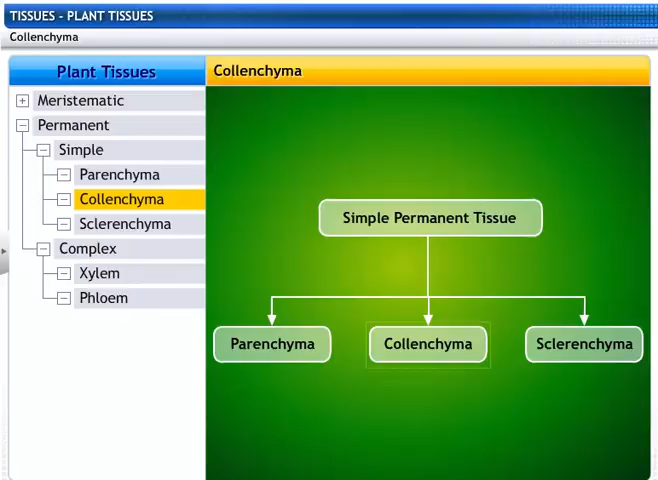 TISSUES - PLANT TISSUES
Collenchyma
Plant Tissues
Meristematic
Permanent
Simple
Parenchyma
Collenchyma
Sclerenchyma
Complex
Xylem
Phloem
Collenchyma
Simple Permanent Tissue
Parenchyma
Collenchyma
Sclerenchyma